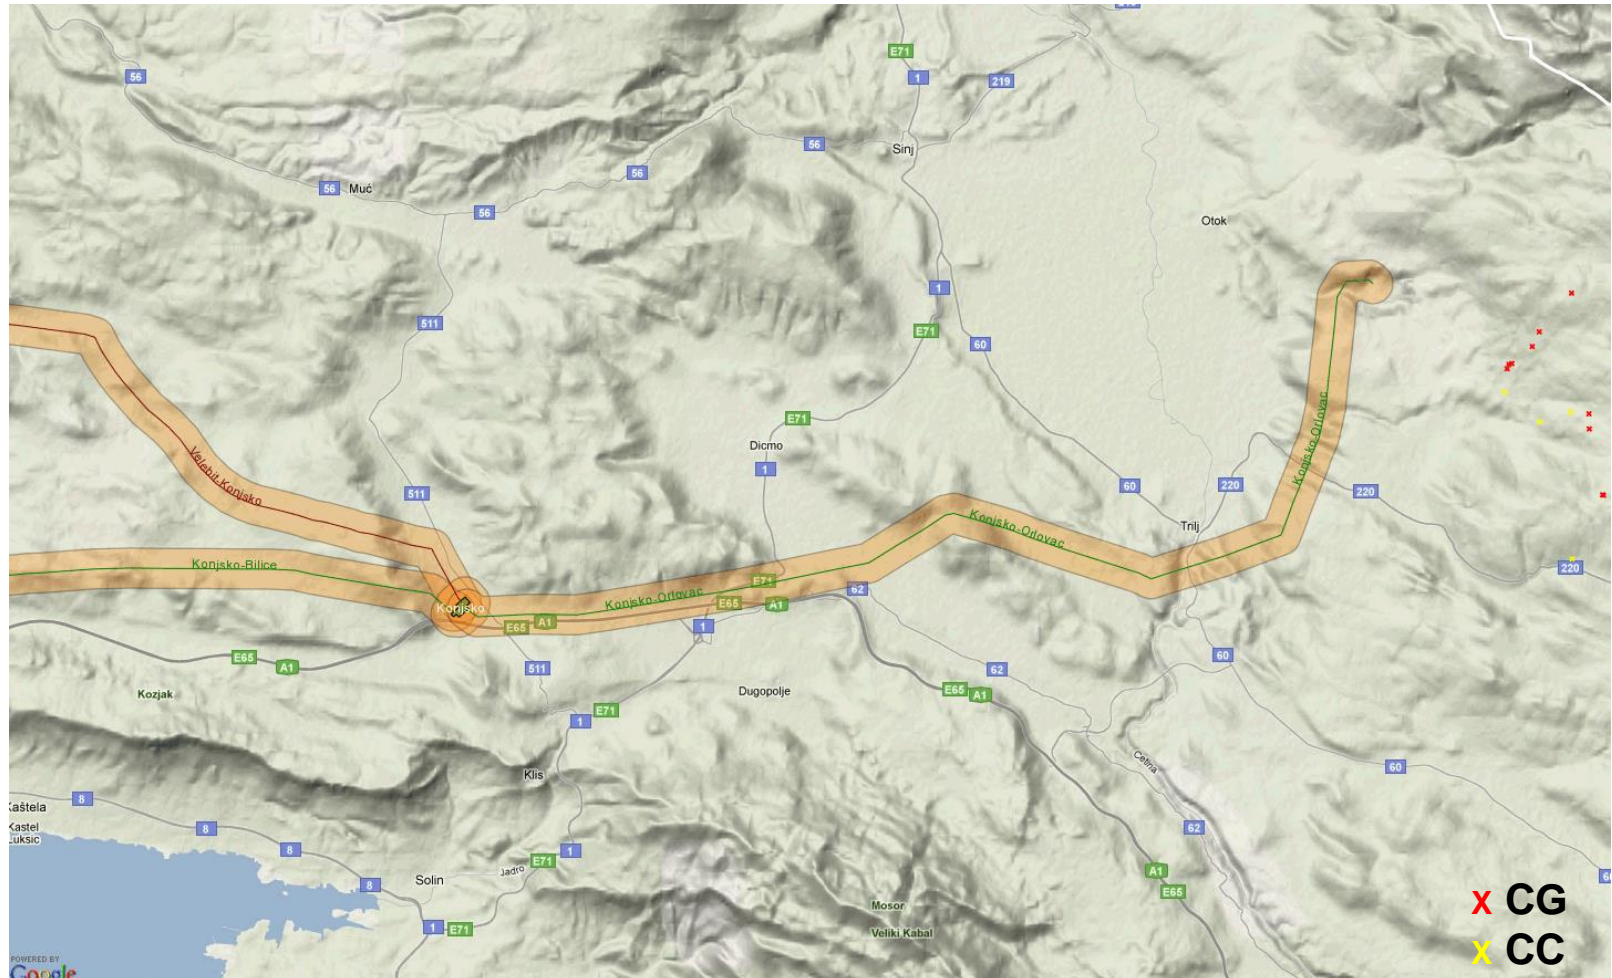 E71
56
1
219
56
Sinj
56
56
Muć
56
Otok
1
511
E71
60
E71
Dicmo
1
Konjsko-Orlovac
Velebit-Konjsko
511
60
220
220
Konjsko-Orlovac
Trilj
Konjsko-Bilice
220
E71
62
Konjsko-Orlovac
E65
A1
Konjsko
E65
A1
1
E65
A1
511
62
60
Kozjak
Dugopolje
E65
A1
E71
1
Cetina
60
Klis
8
Kaštela
8
62
Kastel
Luksic
8
1
E71
Jadro
A1
Solin
8
E65
Mosor
X CG
1
E71
Veliki Kabal
X CC
POWERED BY
Google